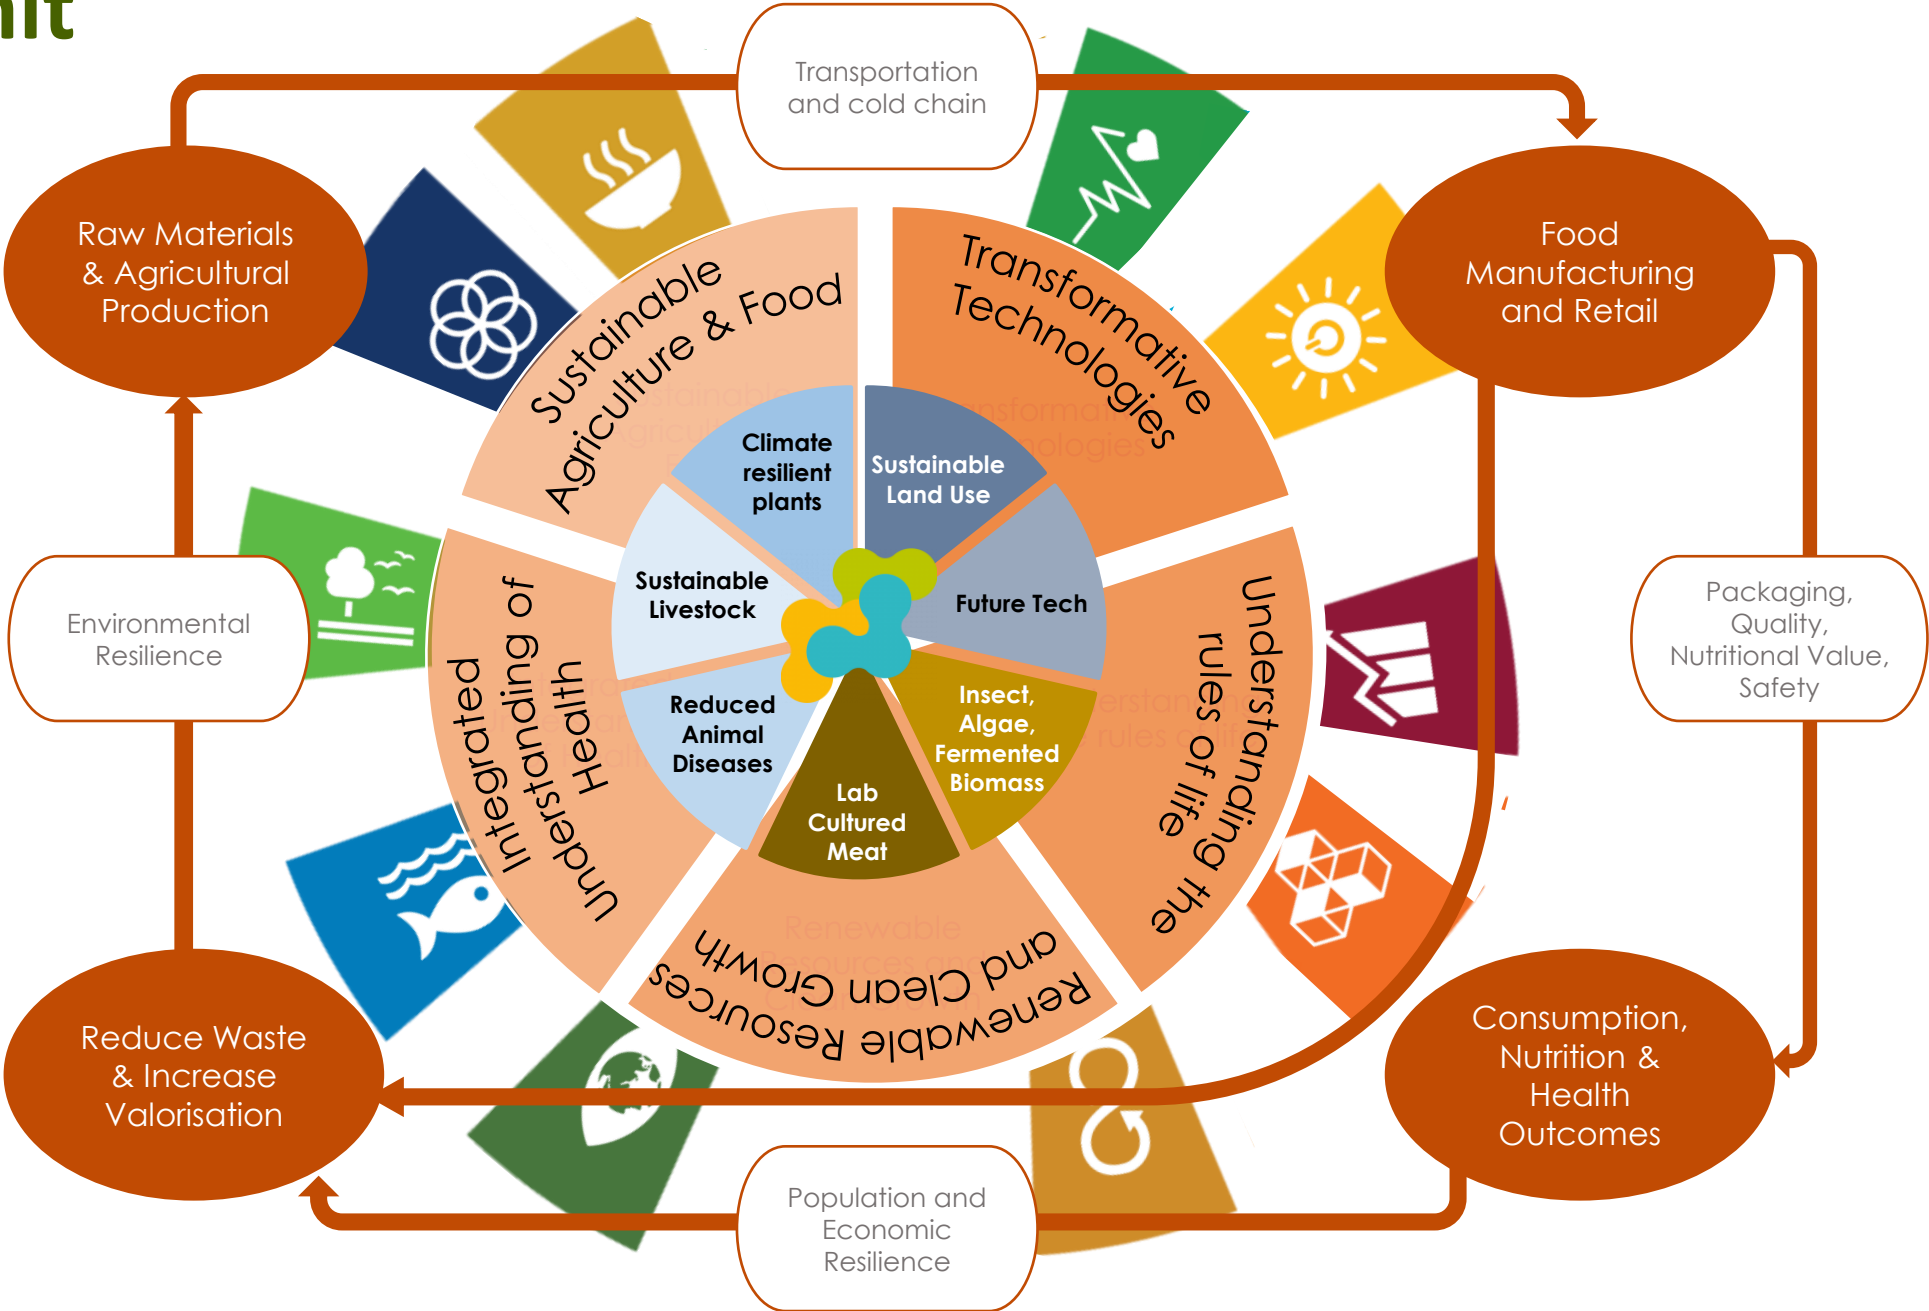 Transportation
and cold chain
Raw Materials
& Agricultural
Production
Food
Manufacturing
and Retail
Sustainable
Agriculture & Food
Transformative
Technologies
Climate
resilient
plants
Sustainable
Land Use
Sustainable
Livestock
Future Tech
Environmental
Resilience
Integrated
Understanding of
Health
Understanding the
rules of life
Packaging,
Quality,
Nutritional Value,
Safety
Reduced
Animal
Diseases
Insect,
Algae,
Fermented
Biomass
Lab
Cultured
Meat
Renewable
Resources and
Renewable Resources
and Clean Growth
Reduce Waste
& Increase
Valorisation
Consumption,
Nutrition &
Health
Outcomes
Population and
Economic
Resilience